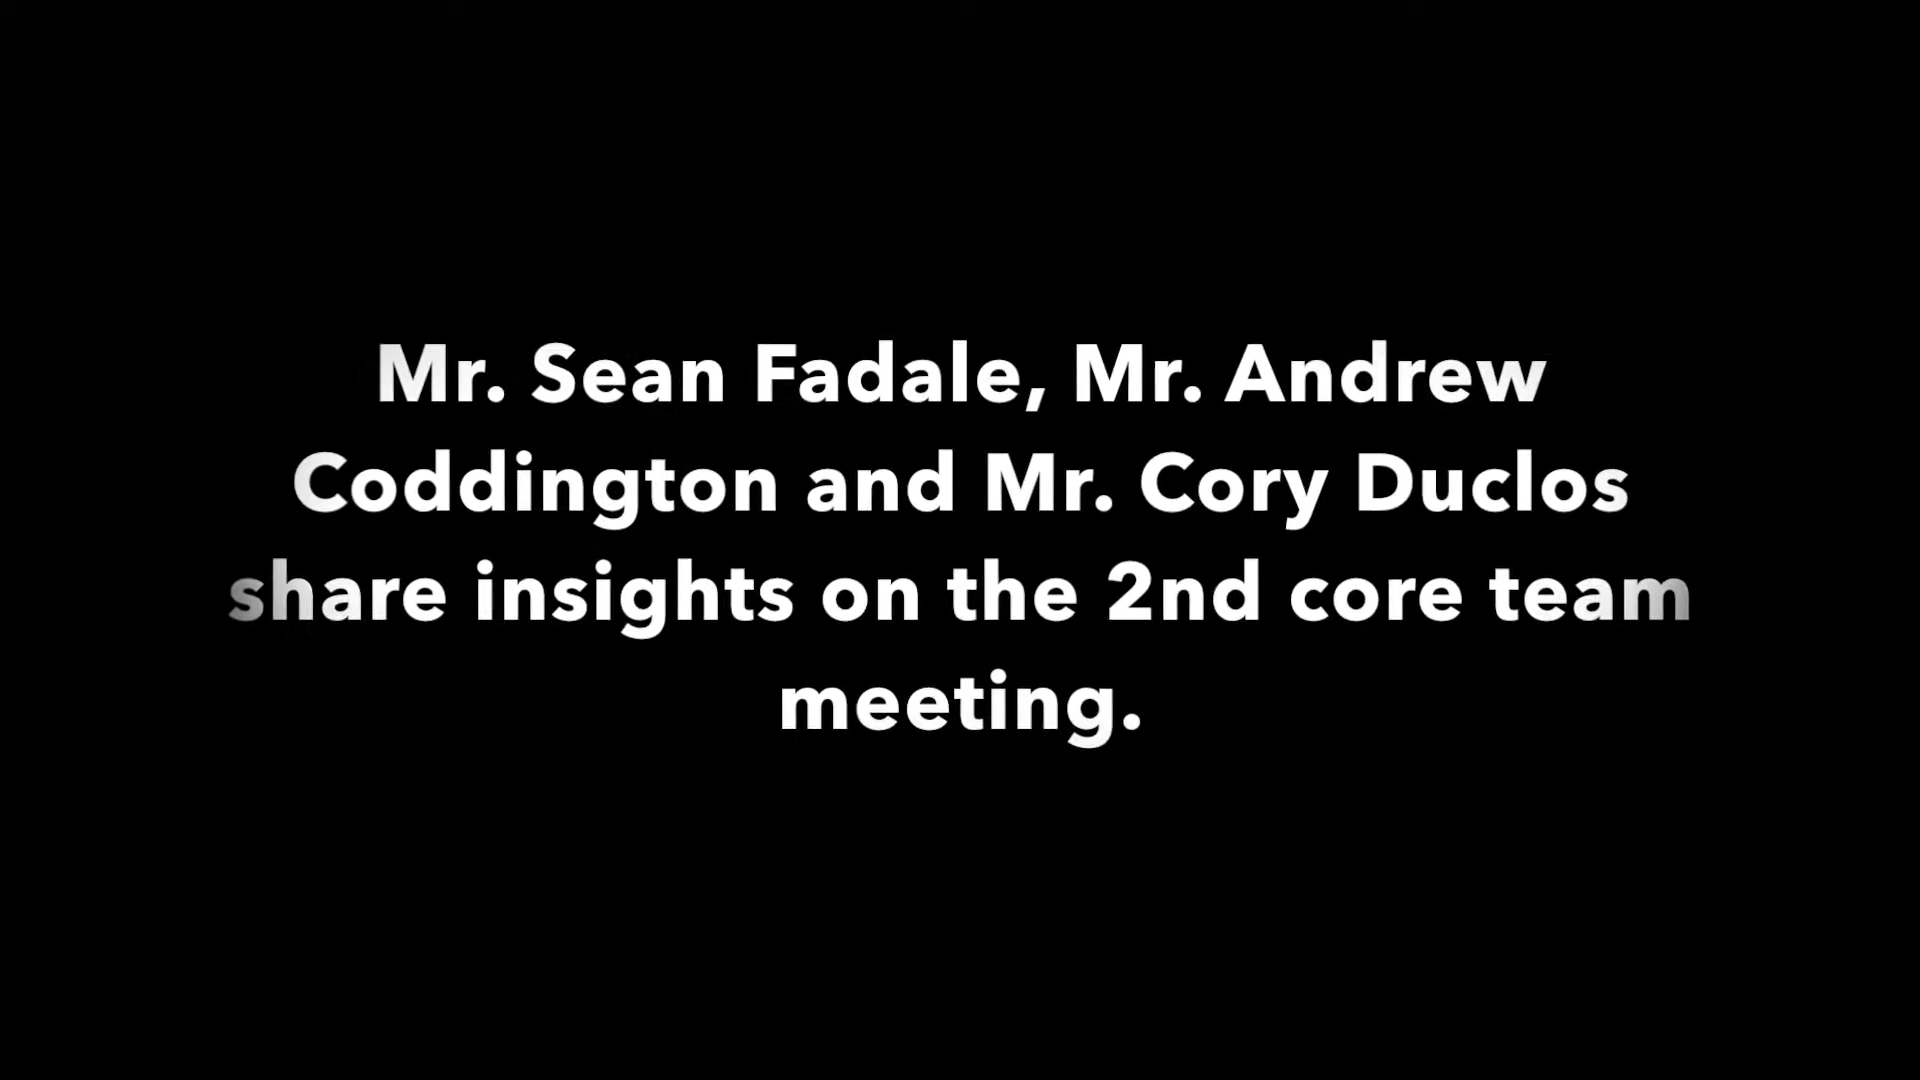 Mr. Sean Fadale, Mr. Andrew
Coddington and Mr. Cory Duclos
share insights on the 2nd core team
meeting.